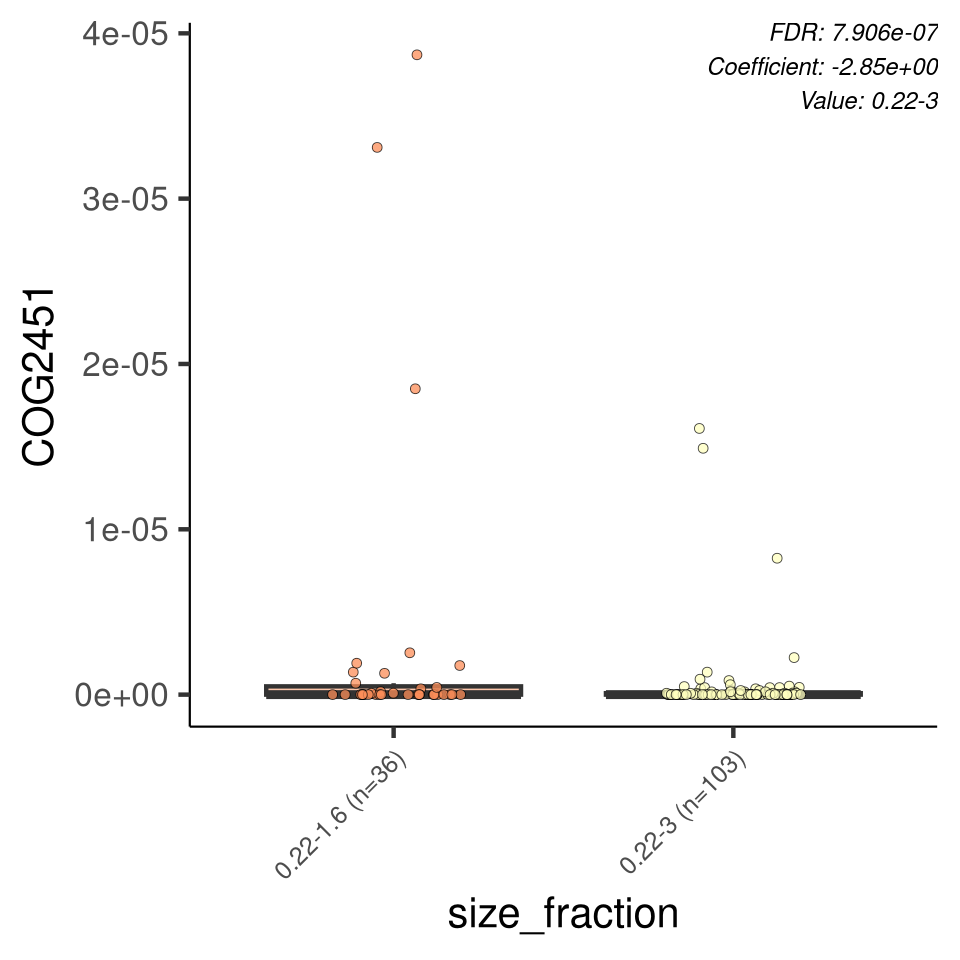 FDR: 7.906e-07
Coefficient: -2.85e+00
Value: 0.22-3
4e-05
3e-05
2e-05
1e-05
0e+00
COG2451
0.22-1.6 (n=36)
0.22-3 (n=103)
size_fraction